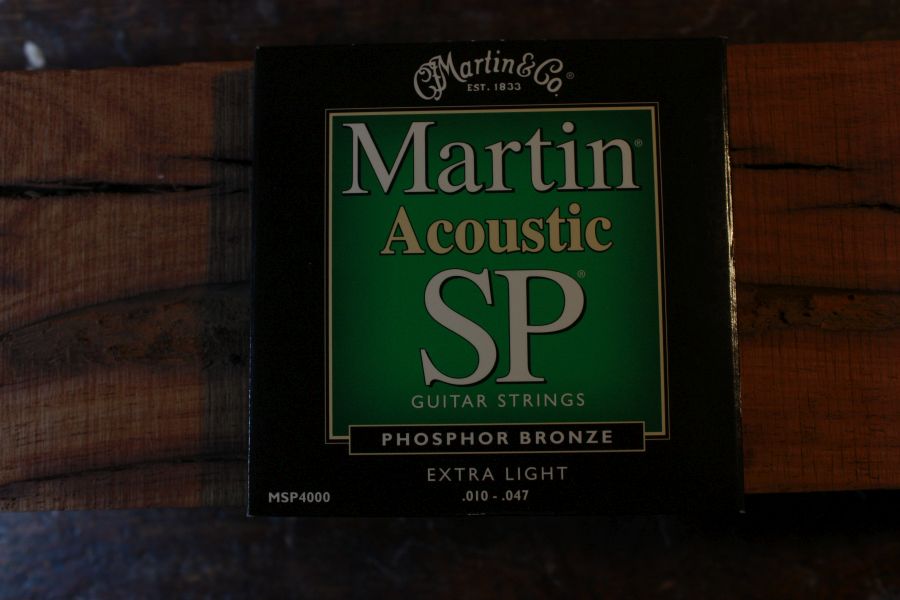 CFMartin & Co.®
EST. 1833
Martin®
Acoustic
SP®
GUITAR STRINGS
PHOSPHOR BRONZE
EXTRA LIGHT
MSP4000
.010 - .047